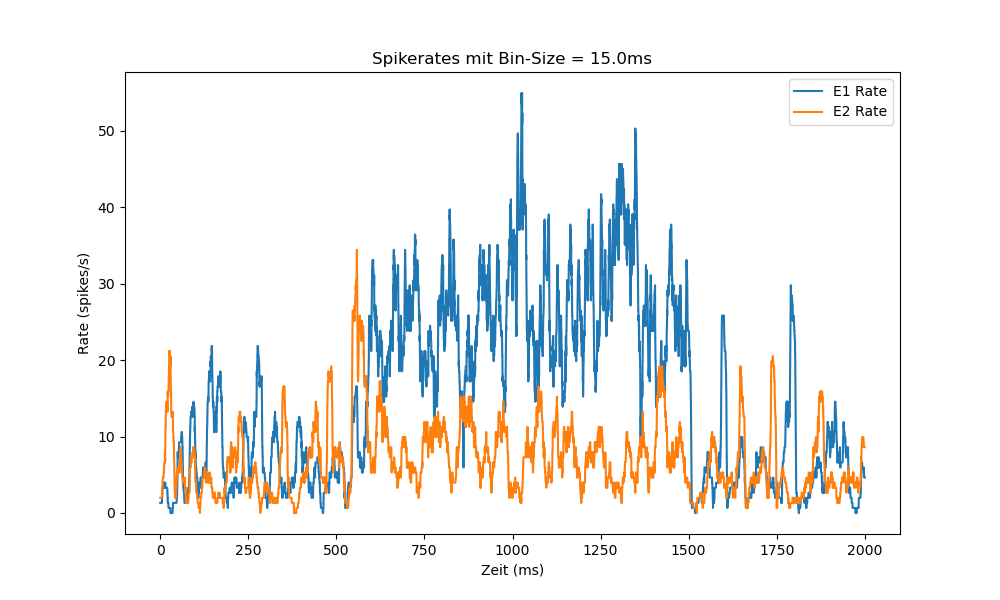 Spikerates mit Bin-Size = 15.0ms
E1 Rate
E2 Rate
Rate (spikes/s)
50
40
30
20
10
0
0 250 500 750 1000 1250 1500 1750 2000
Zeit (ms)